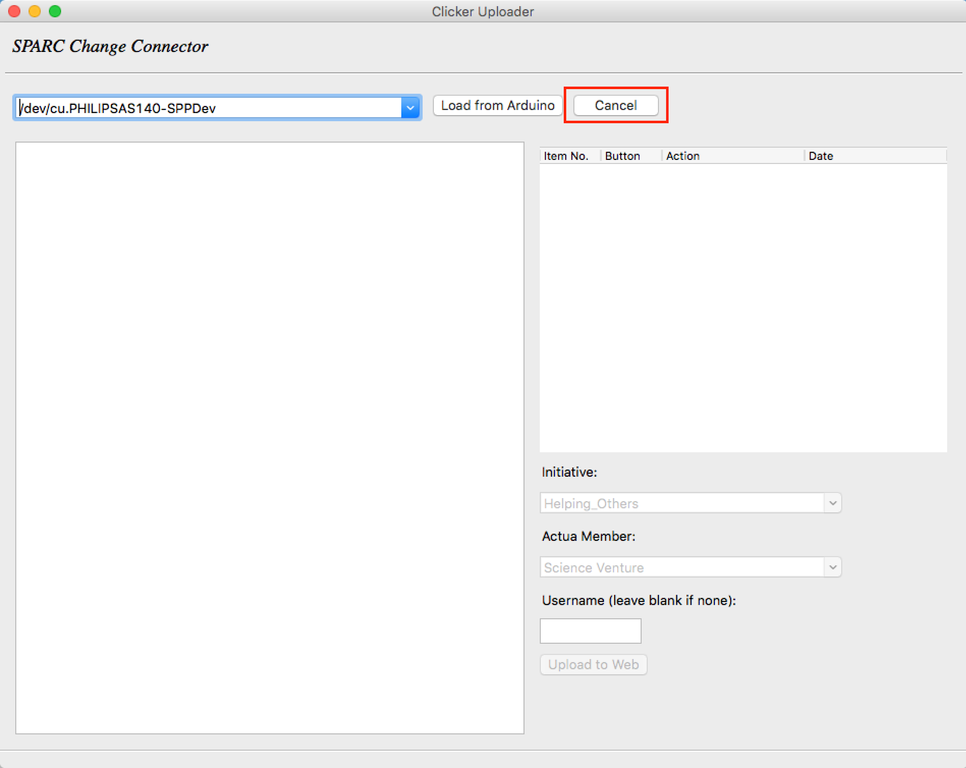 Clicker Uploader
SPARC Change Connector
/dev/cu.PHILIPSAS140-SPPDev
Load from Arduino
Cancel
Item No. Button Action Date
Initiative:
Helping_Others
Actua Member:
Science Venture
Username (leave blank if none):
Upload to Web